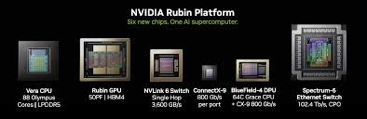 NVIDIA Rubin Platform
Six new chips. One AI supercomputer.
Vera CPU
88 Olympus
Cores | LPDDR5
Rubin GPU
50PF | HBM4
NVLink 6 Switch
Single Hop
3,600 GB/s
ConnectX-9
800 Gb/s
per port
BlueField-4 DPU
64C Grace CPU
+ CX-9 800 Gb/s
Spectrum-6
Ethernet Switch
102.4 Tb/s, CPO